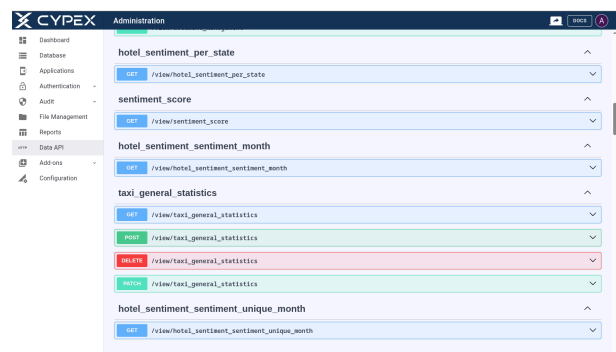 CYPEX
Administration
DOCS
A
Dashboard
Database
Applications
Authentication
Audit
File Management
Reports
HTTP
Data API
Add-ons
Configuration
hotel_sentiment_per_state
GET /view/hotel_sentiment_per_state
sentiment_score
GET /view/sentiment_score
hotel_sentiment_sentiment_month
GET /view/hotel_sentiment_sentiment_month
taxi_general_statistics
GET /view/taxi_general_statistics
POST /view/taxi_general_statistics
DELETE /view/taxi_general_statistics
PATCH /view/taxi_general_statistics
hotel_sentiment_sentiment_unique_month
GET /view/hotel_sentiment_sentiment_unique_month